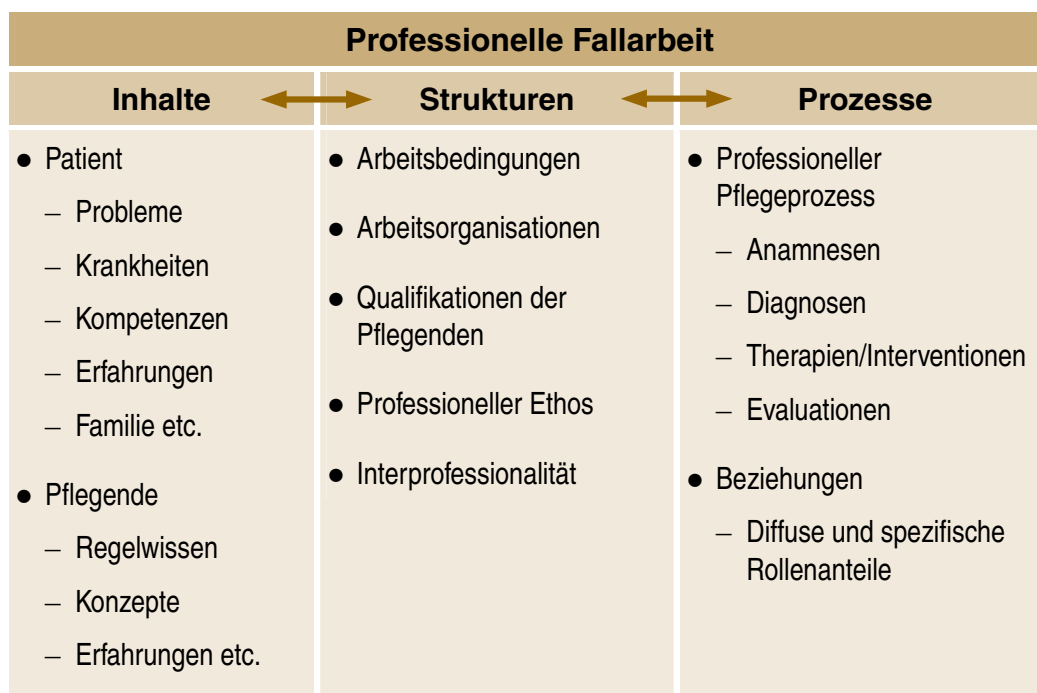 Professionelle Fallarbeit
Inhalte
Strukturen
Prozesse
● Patient
– Probleme
– Krankheiten
– Kompetenzen
– Erfahrungen
– Familie etc.
● Pflegende
– Regelwissen
– Konzepte
– Erfahrungen etc.
● Arbeitsbedingungen
● Arbeitsorganisationen
● Qualifikationen der
Pflegenden
● Professioneller Ethos
● Interprofessionalität
● Professioneller
Pflegeprozess
– Anamnesen
– Diagnosen
– Therapien/Interventionen
– Evaluationen
● Beziehungen
– Diffuse und spezifische
Rollenanteile